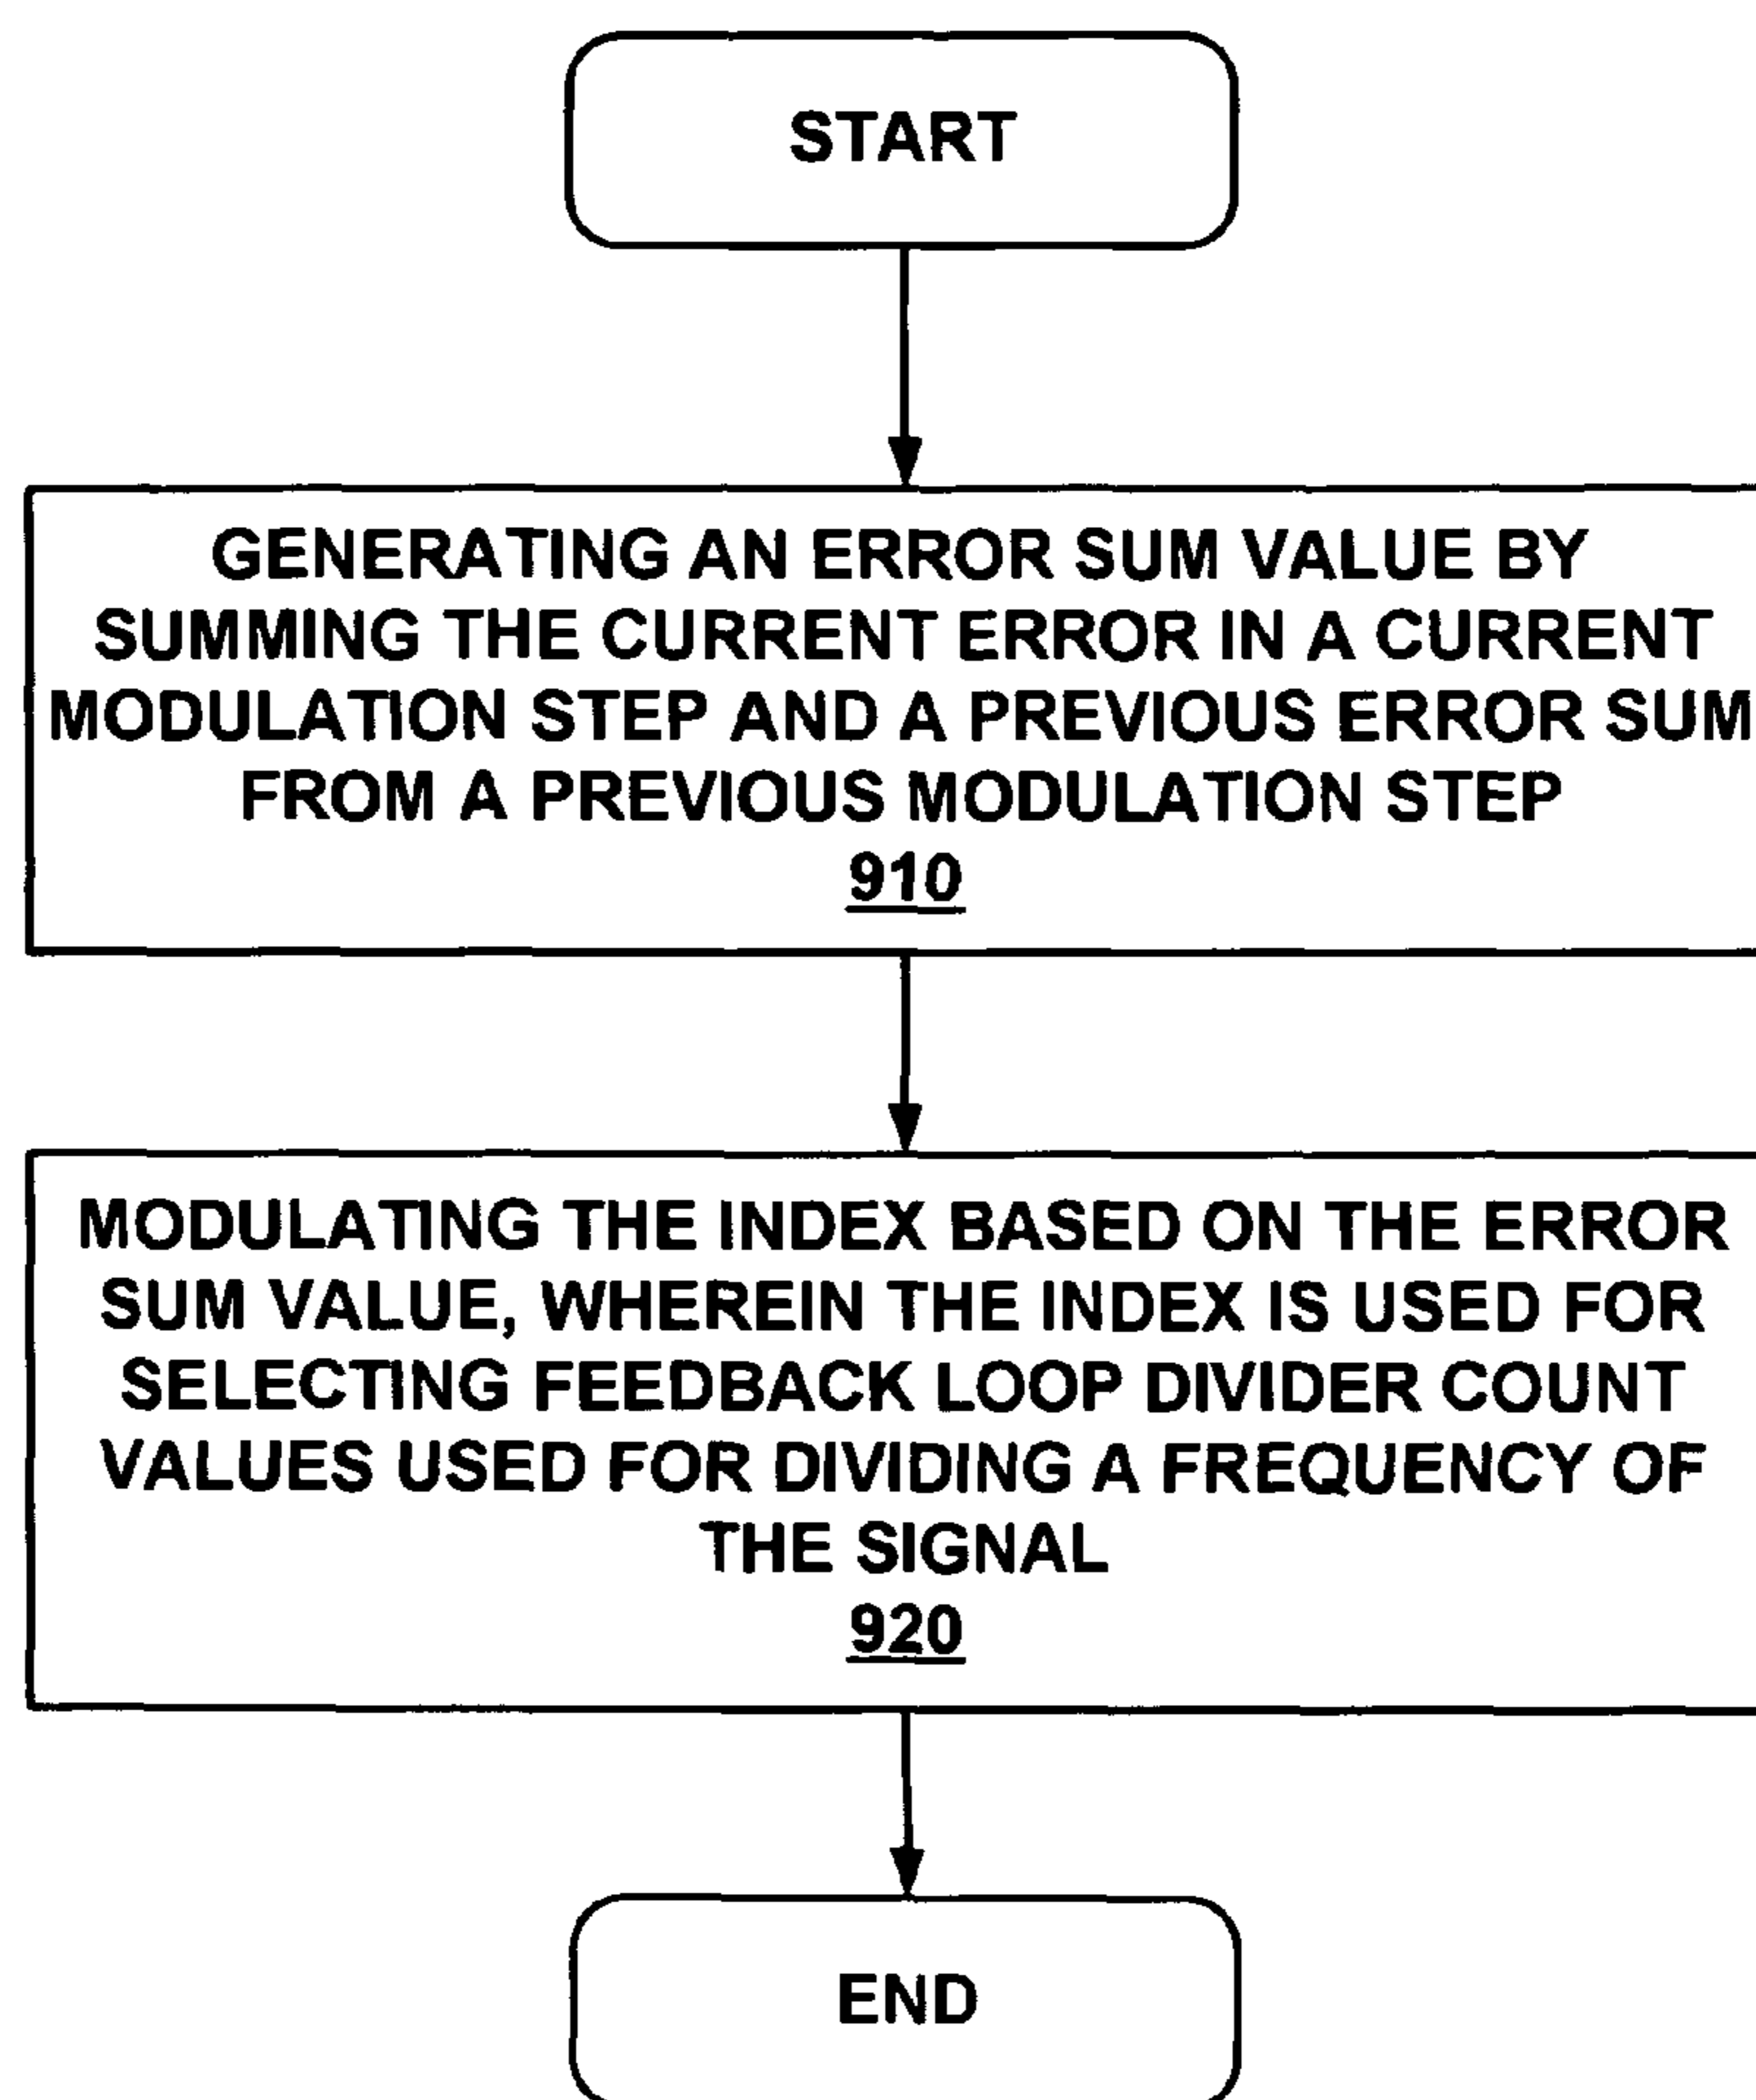 START
GENERATING AN ERROR SUM VALUE BY
SUMMING THE CURRENT ERROR IN A CURRENT
MODULATION STEP AND A PREVIOUS ERROR SUM
FROM A PREVIOUS MODULATION STEP
910
MODULATING THE INDEX BASED ON THE ERROR
SUM VALUE, WHEREIN THE INDEX IS USED FOR
SELECTING FEEDBACK LOOP DIVIDER COUNT
VALUES USED FOR DIVIDING A FREQUENCY OF
THE SIGNAL
920
END